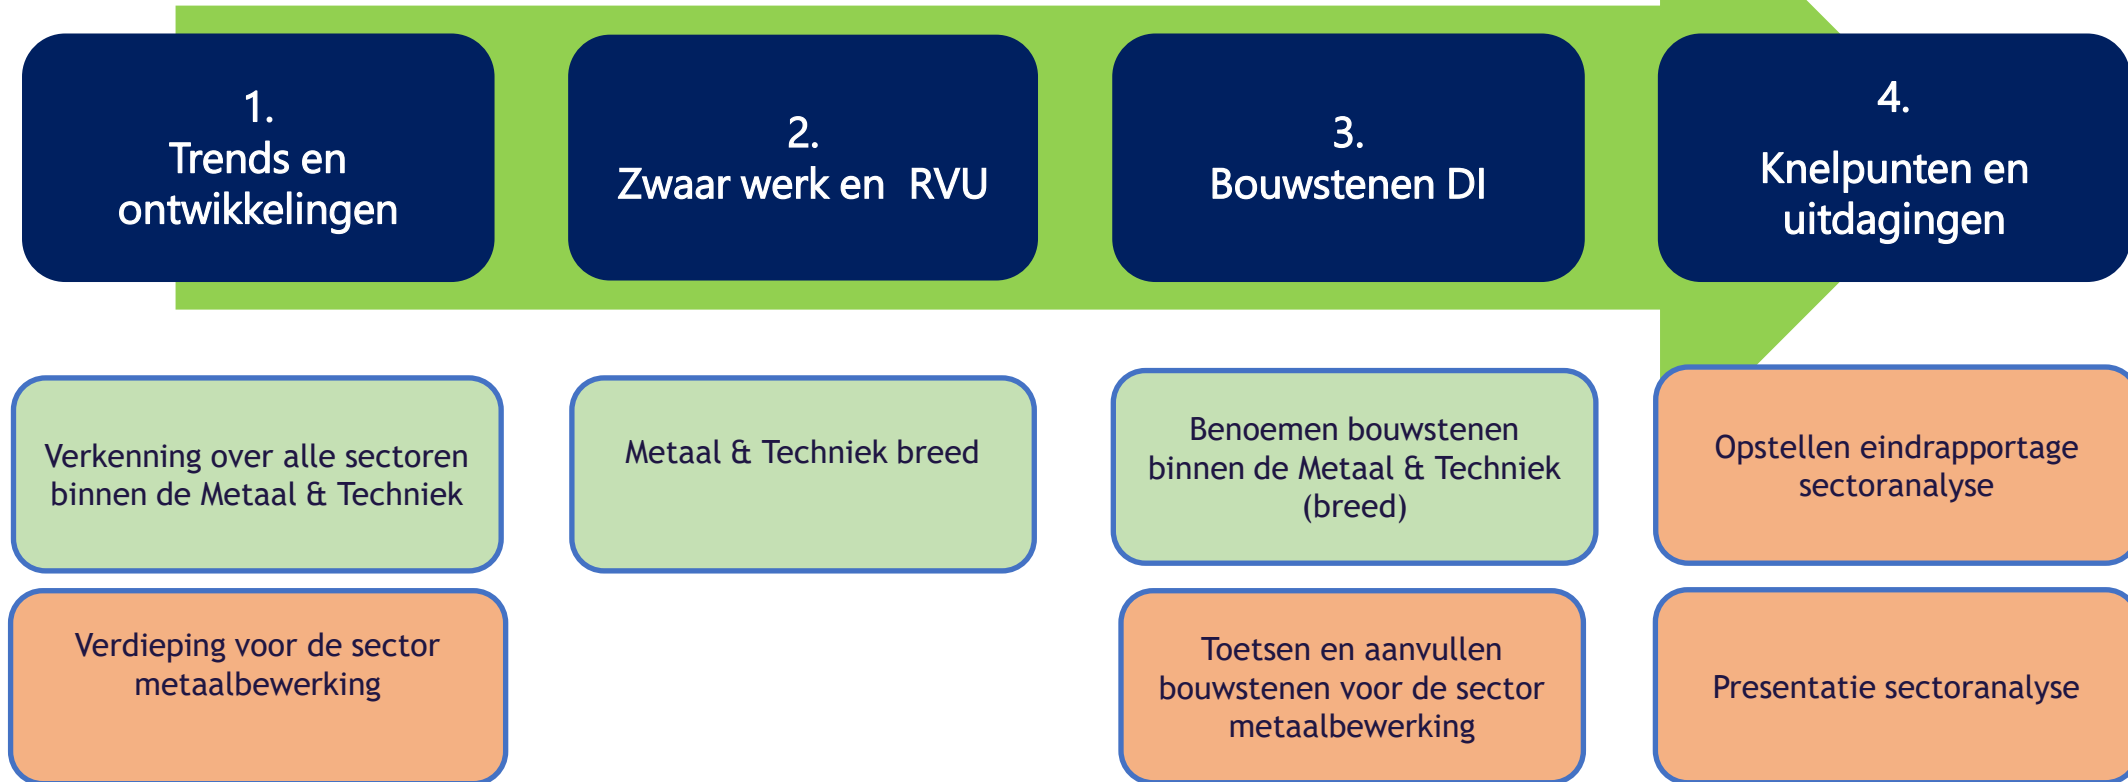 1.
Trends en
ontwikkelingen
2.
Zwaar werk en RVU
3.
Bouwstenen DI
4.
Knelpunten en
uitdagingen
Verkenning over alle sectoren
binnen de Metaal & Techniek
Metaal & Techniek breed
Benoemen bouwstenen
binnen de Metaal & Techniek
(breed)
Opstellen eindrapportage
sectoranalyse
Verdieping voor de sector
metaalbewerking
Toetsen en aanvullen
bouwstenen voor de sector
metaalbewerking
Presentatie sectoranalyse